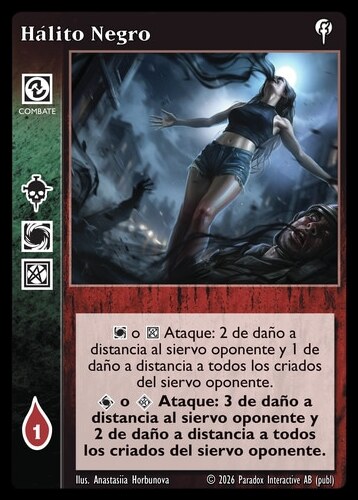 Hálito Negro
COMBATE
o Ataque: 2 de daño a
distancia al siervo oponente y 1 de
daño a distancia a todos los criados
del siervo oponente.
o Ataque: 3 de daño a
distancia al siervo oponente y
2 de daño a distancia a todos
los criados del siervo oponente.
1
Ilus. Anastasiia Horbunova
© 2026 Paradox Interactive AB (publ)